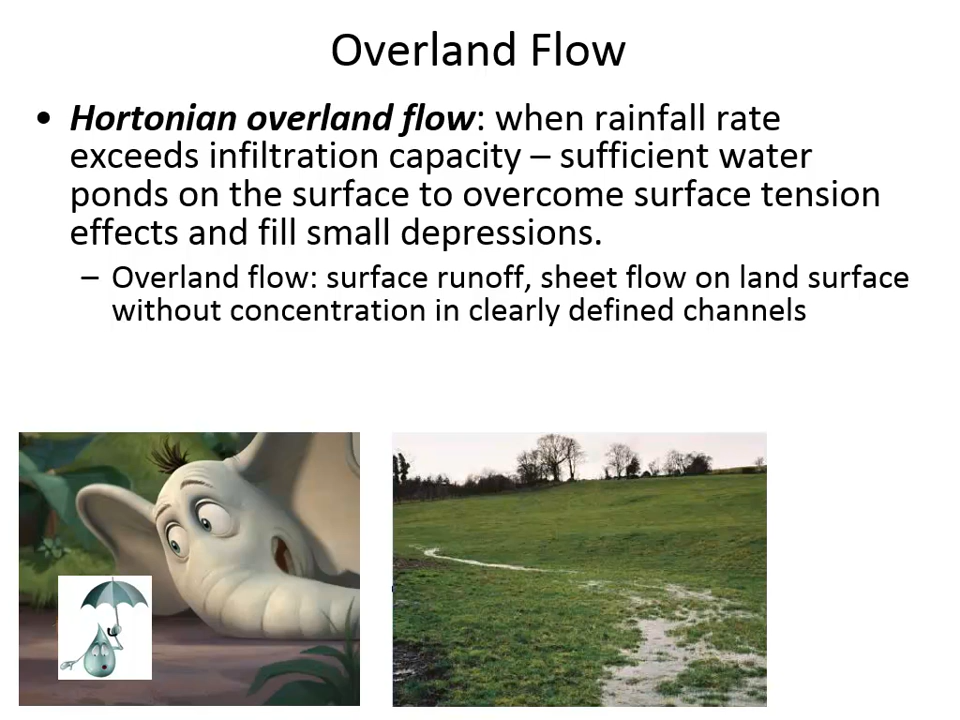 Overland Flow
• Hortonian overland flow: when rainfall rate
exceeds infiltration capacity – sufficient water
ponds on the surface to overcome surface tension
effects and fill small depressions.
– Overland flow: surface runoff, sheet flow on land surface
without concentration in clearly defined channels